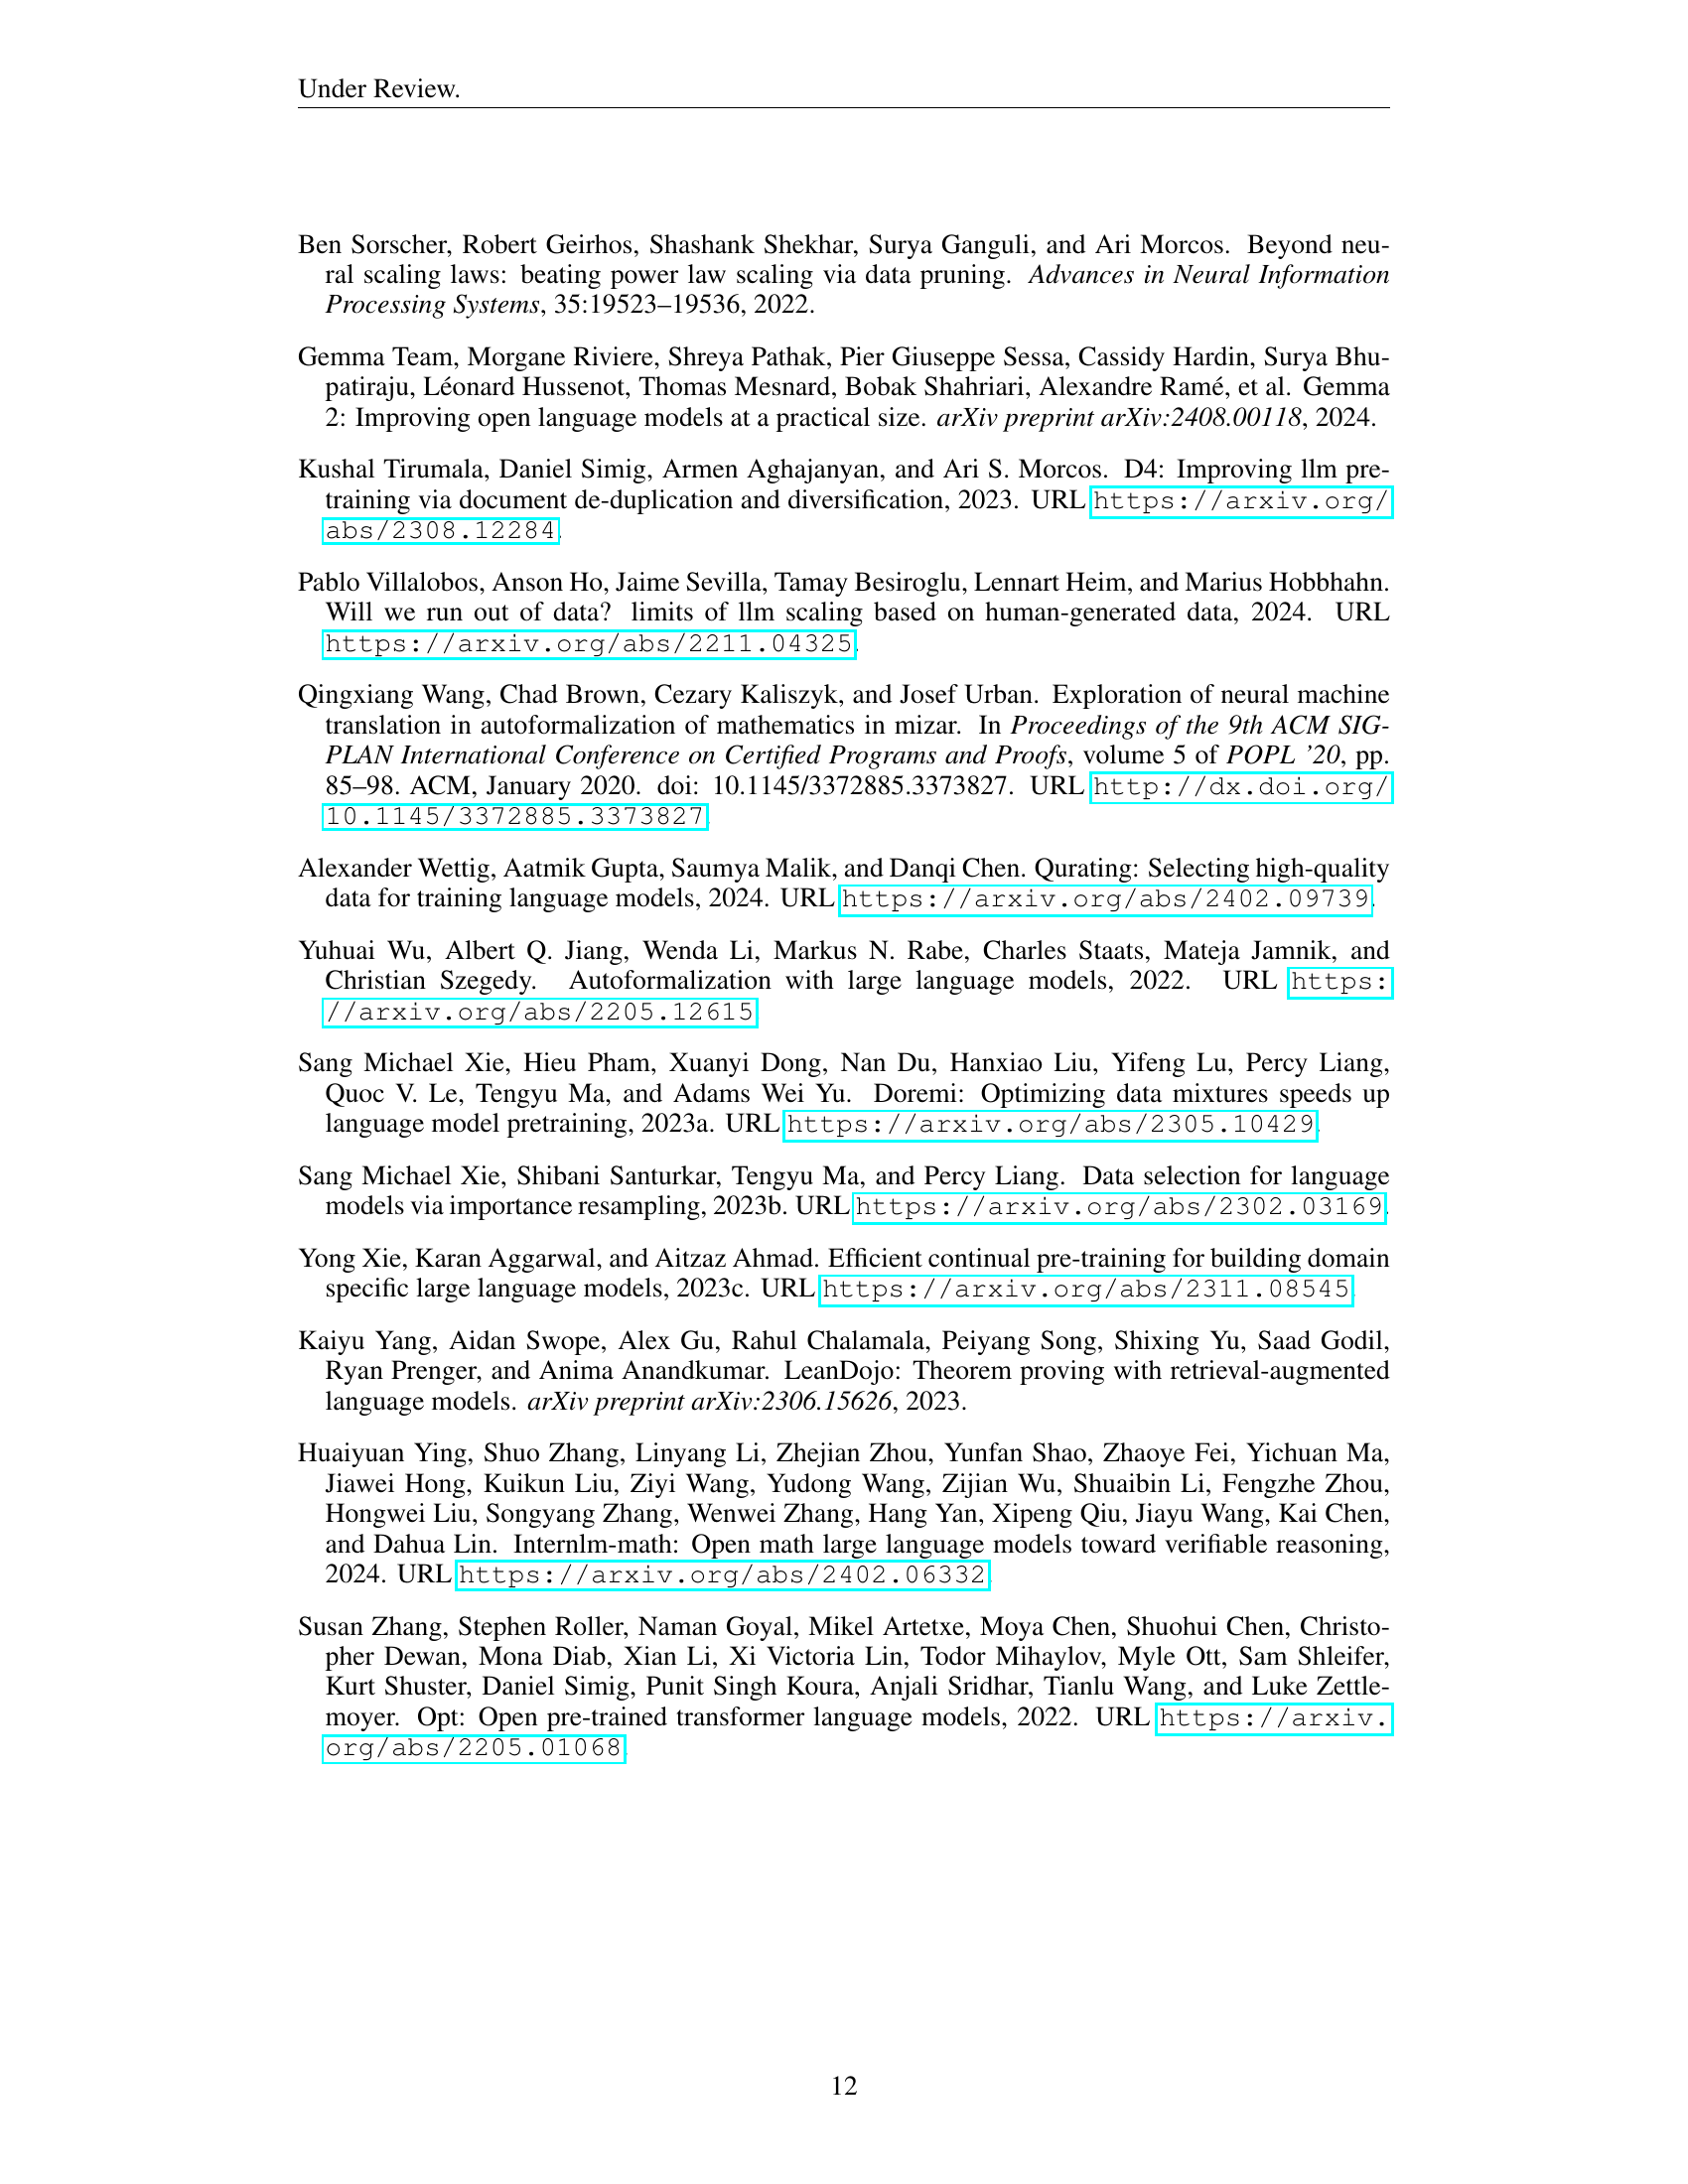 Under Review.
Ben Sorscher, Robert Geirhos, Shashank Shekhar, Surya Ganguli, and Ari Morcos. Beyond neu-
ral scaling laws: beating power law scaling via data pruning. Advances in Neural Information
Processing Systems, 35:19523–19536, 2022.
Gemma Team, Morgane Riviere, Shreya Pathak, Pier Giuseppe Sessa, Cassidy Hardin, Surya Bhu-
patiraju, Léonard Hussenot, Thomas Mesnard, Bobak Shahriari, Alexandre Ramé, et al. Gemma
2: Improving open language models at a practical size. arXiv preprint arXiv:2408.00118, 2024.
Kushal Tirumala, Daniel Simig, Armen Aghajanyan, and Ari S. Morcos. D4: Improving llm pre-
training via document de-duplication and diversification, 2023. URL https://arxiv.org/
abs/2308.12284.
Pablo Villalobos, Anson Ho, Jaime Sevilla, Tamay Besiroglu, Lennart Heim, and Marius Hobbhahn.
Will we run out of data? limits of llm scaling based on human-generated data, 2024. URL
https://arxiv.org/abs/2211.04325.
Qingxiang Wang, Chad Brown, Cezary Kaliszyk, and Josef Urban. Exploration of neural machine
translation in autoformalization of mathematics in mizar. In Proceedings of the 9th ACM SIG-
PLAN International Conference on Certified Programs and Proofs, volume 5 of POPL '20, pp.
85–98. ACM, January 2020. doi: 10.1145/3372885.3373827. URL http://dx.doi.org/
10.1145/3372885.3373827.
Alexander Wettig, Aatmik Gupta, Saumya Malik, and Danqi Chen. Qurating: Selecting high-quality
data for training language models, 2024. URL https://arxiv.org/abs/2402.09739.
Yuhuai Wu, Albert Q. Jiang, Wenda Li, Markus N. Rabe, Charles Staats, Mateja Jamnik, and
Christian Szegedy. Autoformalization with large language models, 2022. URL https:
//arxiv.org/abs/2205.12615.
Sang Michael Xie, Hieu Pham, Xuanyi Dong, Nan Du, Hanxiao Liu, Yifeng Lu, Percy Liang,
Quoc V. Le, Tengyu Ma, and Adams Wei Yu. Doremi: Optimizing data mixtures speeds up
language model pretraining, 2023a. URL https://arxiv.org/abs/2305.10429.
Sang Michael Xie, Shibani Santurkar, Tengyu Ma, and Percy Liang. Data selection for language
models via importance resampling, 2023b. URL https://arxiv.org/abs/2302.03169.
Yong Xie, Karan Aggarwal, and Aitzaz Ahmad. Efficient continual pre-training for building domain
specific large language models, 2023c. URL https://arxiv.org/abs/2311.08545.
Kaiyu Yang, Aidan Swope, Alex Gu, Rahul Chalamala, Peiyang Song, Shixing Yu, Saad Godil,
Ryan Prenger, and Anima Anandkumar. LeanDojo: Theorem proving with retrieval-augmented
language models. arXiv preprint arXiv:2306.15626, 2023.
Huaiyuan Ying, Shuo Zhang, Linyang Li, Zhejian Zhou, Yunfan Shao, Zhaoye Fei, Yichuan Ma,
Jiawei Hong, Kuikun Liu, Ziyi Wang, Yudong Wang, Zijian Wu, Shuaibin Li, Fengzhe Zhou,
Hongwei Liu, Songyang Zhang, Wenwei Zhang, Hang Yan, Xipeng Qiu, Jiayu Wang, Kai Chen,
and Dahua Lin. Internlm-math: Open math large language models toward verifiable reasoning,
2024. URL https://arxiv.org/abs/2402.06332.
Susan Zhang, Stephen Roller, Naman Goyal, Mikel Artetxe, Moya Chen, Shuohui Chen, Christo-
pher Dewan, Mona Diab, Xian Li, Xi Victoria Lin, Todor Mihaylov, Myle Ott, Sam Shleifer,
Kurt Shuster, Daniel Simig, Punit Singh Koura, Anjali Sridhar, Tianlu Wang, and Luke Zettle-
moyer. Opt: Open pre-trained transformer language models, 2022. URL https://arxiv.
org/abs/2205.01068.
12